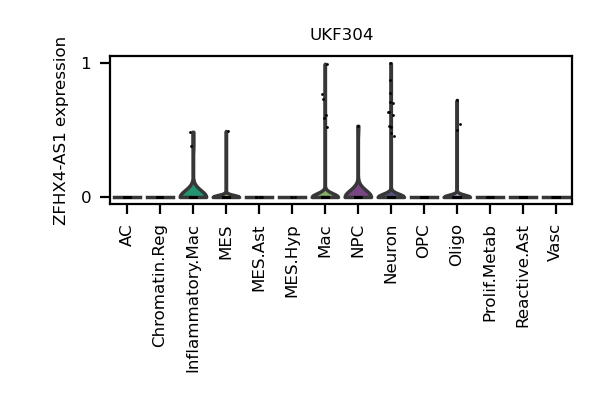 UKF304
ZFHX4-AS1 expression
1
0
AC
Chromatin.Reg
Inflammatory.Mac
MES
MES.Ast
MES.Hyp
Mac
NPC
Neuron
OPC
Oligo
Prolif.Metab
Reactive.Ast
Vasc